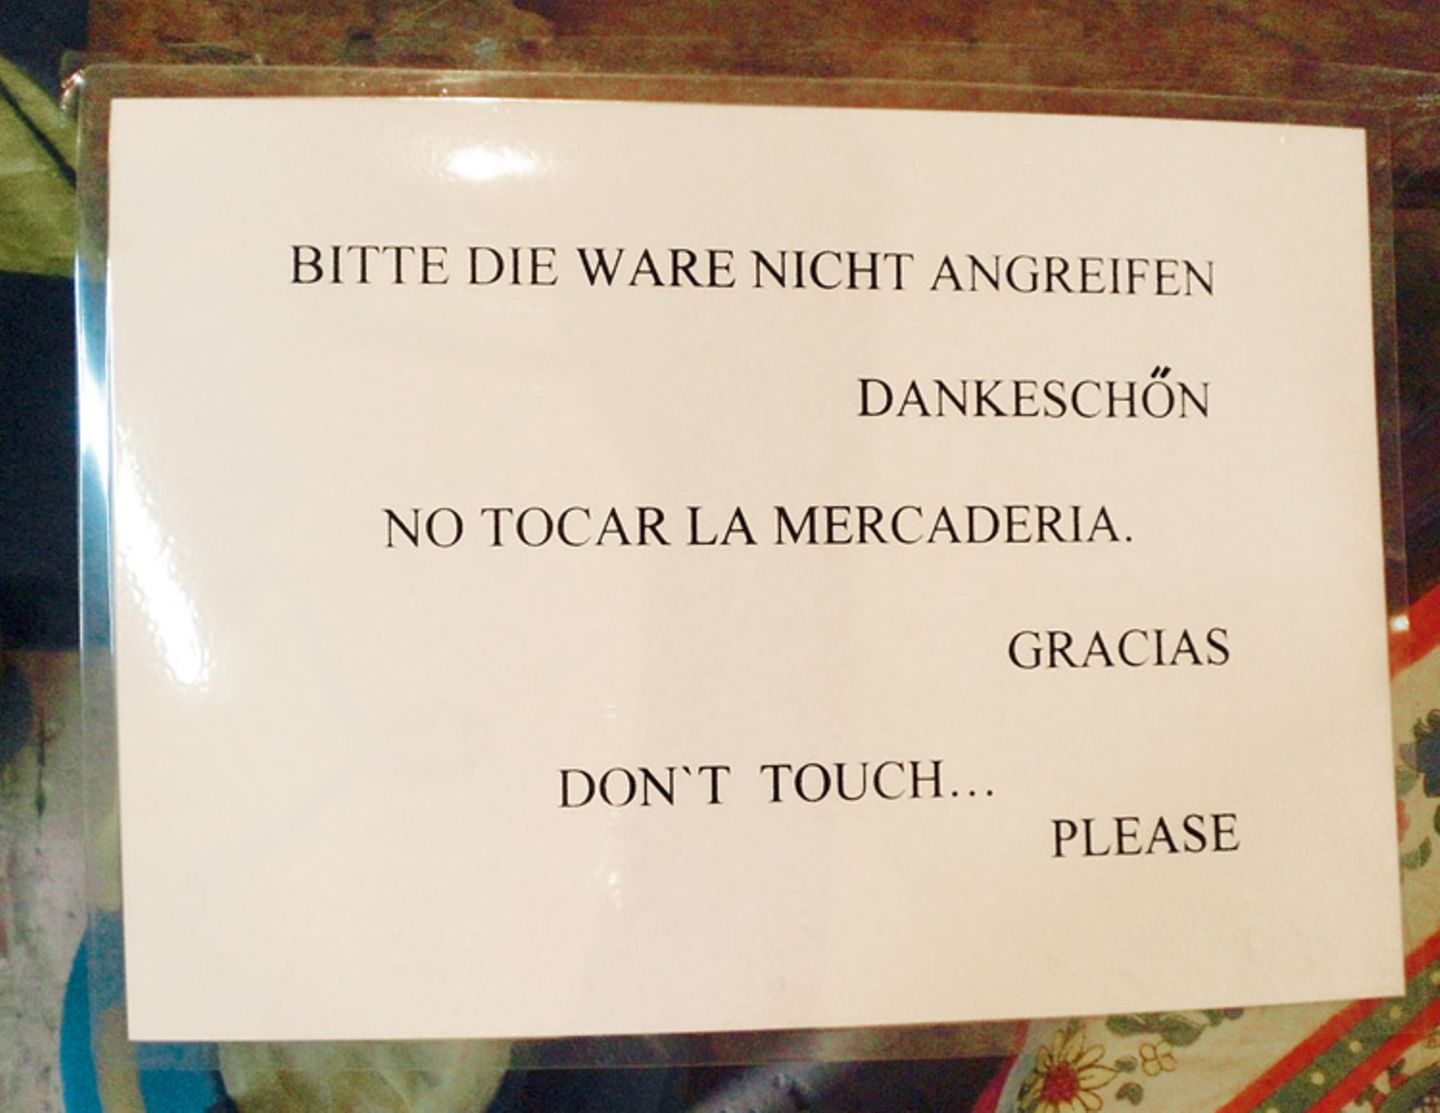 BITTE DIE WARE NICHT ANGREIFEN
DANKESCHŐN
NO TOCAR LA MERCADERIA.
GRACIAS
DON`T  TOUCH...
PLEASE